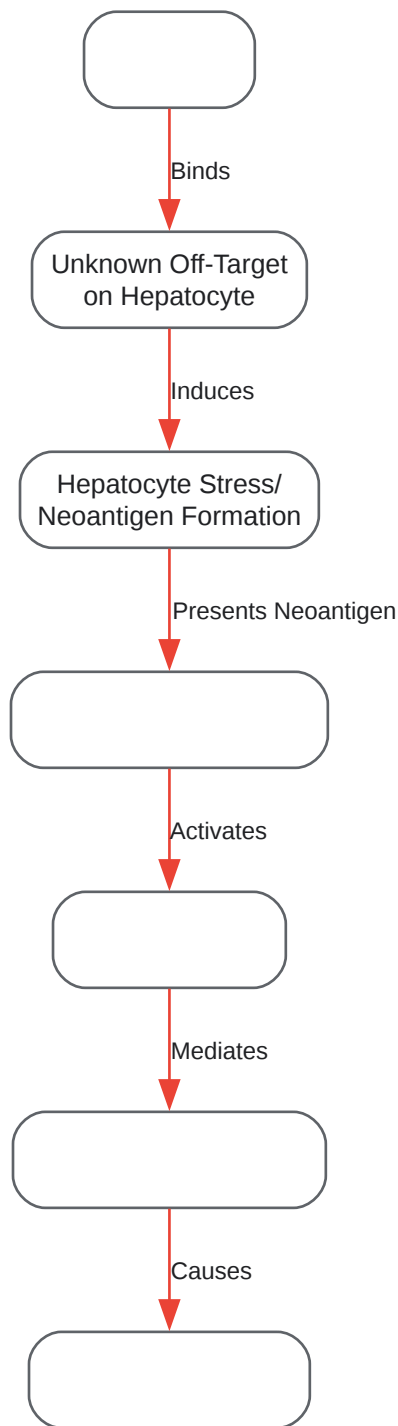 Binds
Unknown Off-Target
on Hepatocyte
Induces
Hepatocyte Stress/
Neoantigen Formation
Presents Neoantigen
Activates
Mediates
Causes